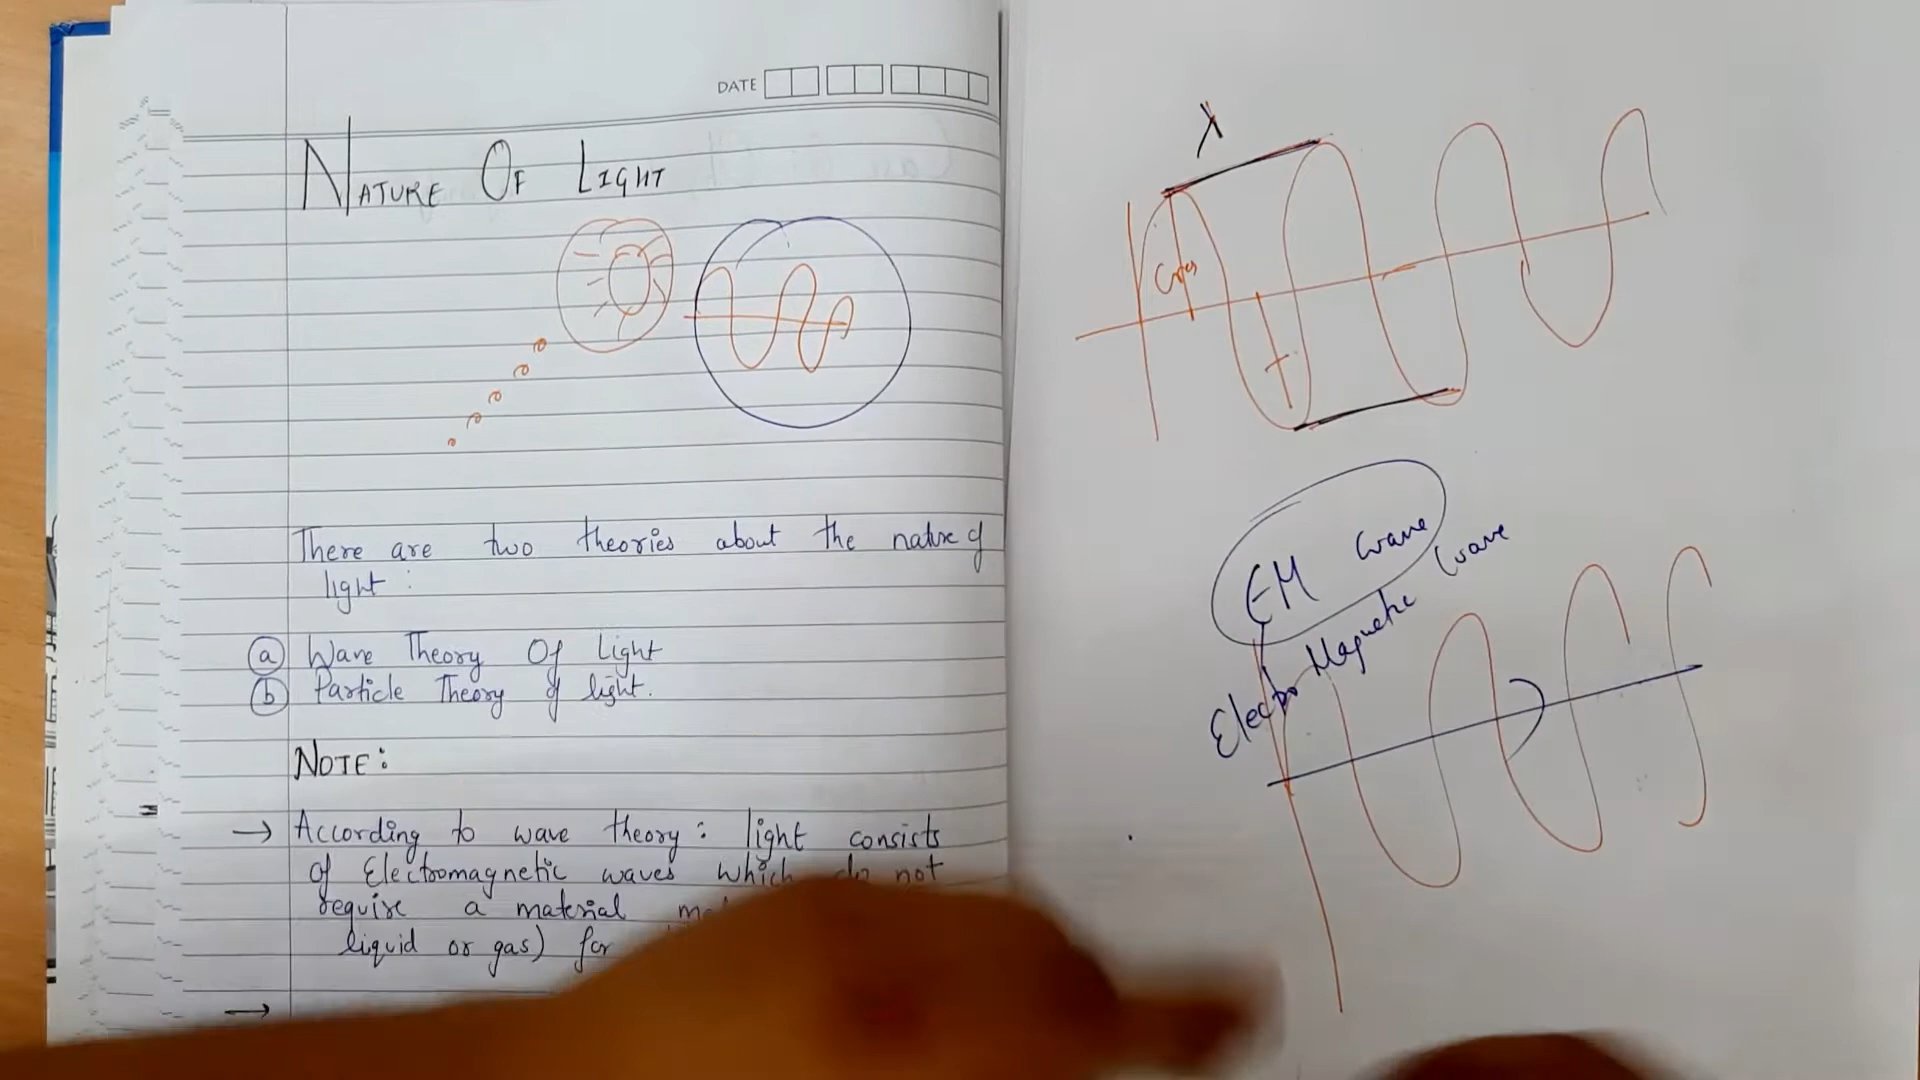 DATE
NATURE OF LIGHT
There are two theories about the nature of
light :
(a) Wave Theory Of Light
(b) Particle Theory of light.
NOTE:
→ According to wave theory: light consists
of Electromagnetic waves which do not
require a material
liquid or gas) for
→
λ
T
EM wave
Electro Magnetic Wave